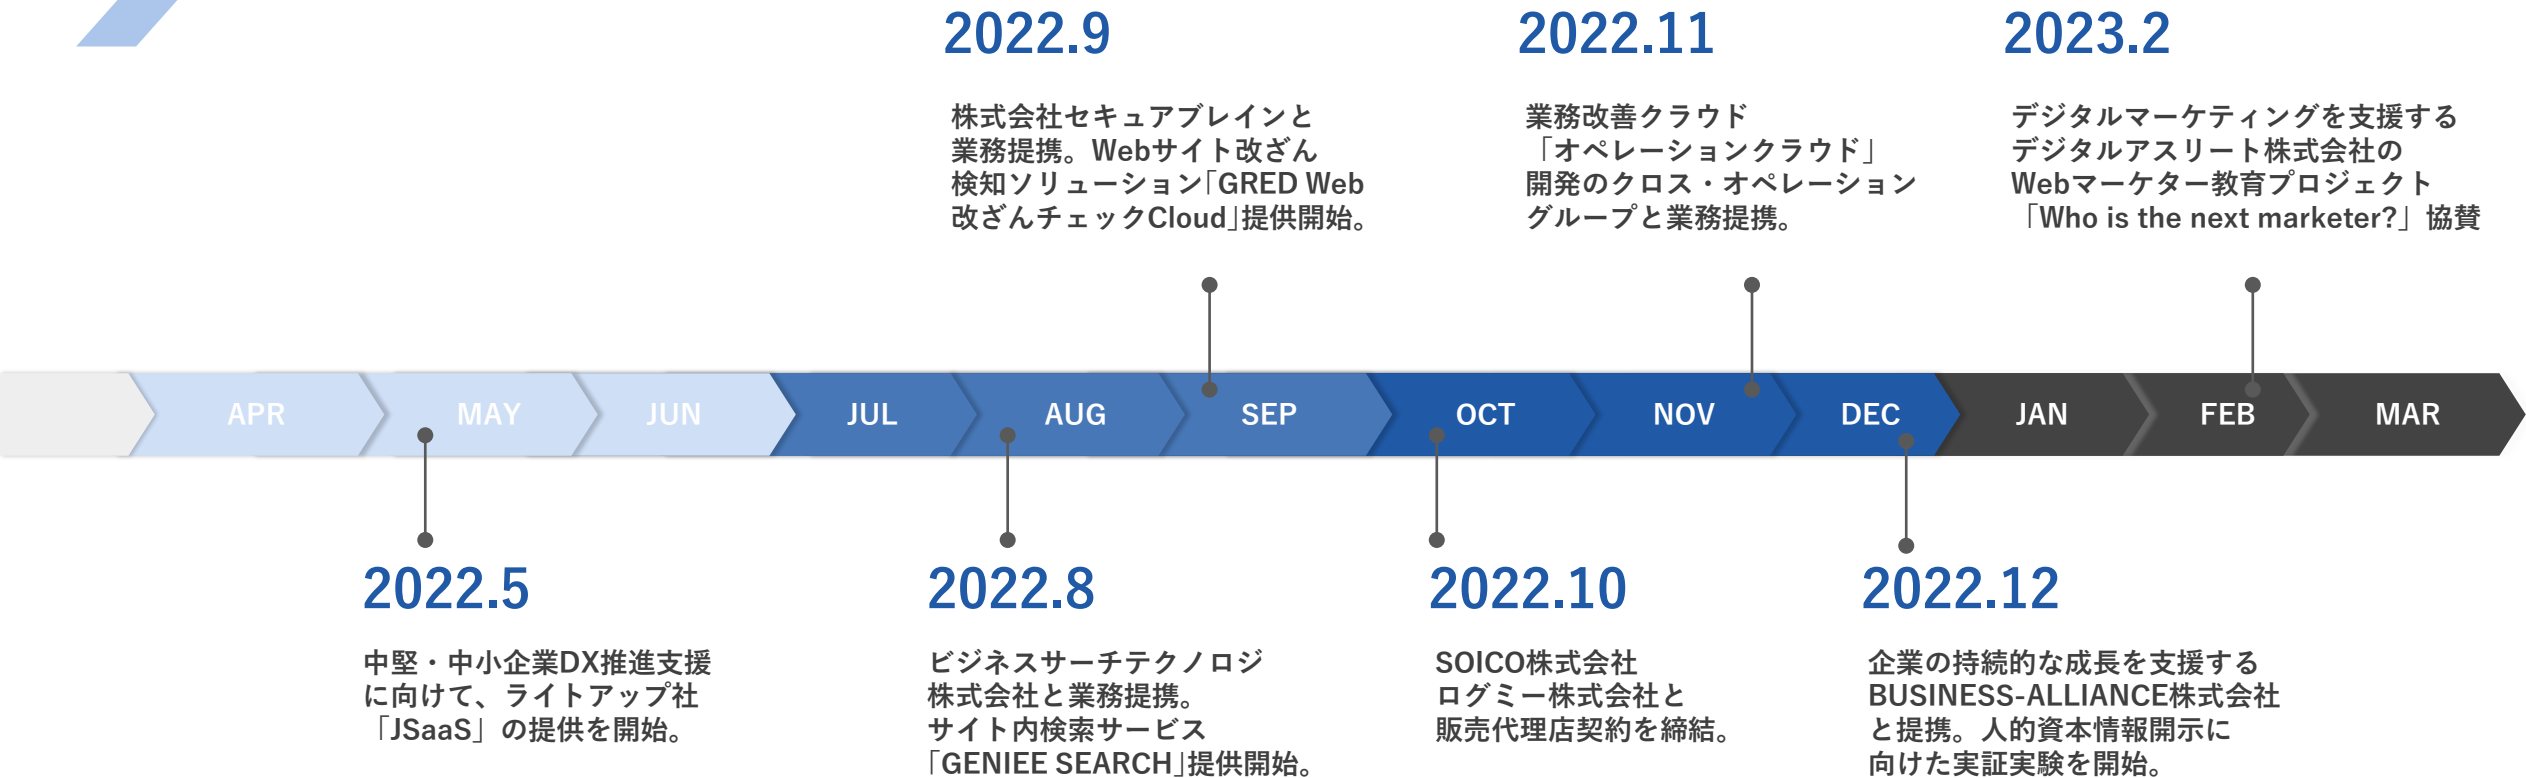 2022.9
株式会社セキュアブレインと
業務提携。Webサイト改ざん
検知ソリューション「GRED Web
改ざんチェックCloud」提供開始。
2022.11
業務改善クラウド
「オペレーションクラウド」
開発のクロス・オペレーション
グループと業務提携。
2023.2
デジタルマーケティングを支援する
デジタルアスリート株式会社の
Webマーケター教育プロジェクト
「Who is the next marketer?」協賛
APR
MAY
JUN
JUL
AUG
SEP
OCT
NOV
DEC
JAN
FEB
MAR
2022.5
中堅・中小企業DX推進支援
に向けて、ライトアップ社
「JSaaS」の提供を開始。
2022.8
ビジネスサーチテクノロジ
株式会社と業務提携。
サイト内検索サービス
「GENIEE SEARCH」提供開始。
2022.10
SOICO株式会社
ログミー株式会社と
販売代理店契約を締結。
2022.12
企業の持続的な成長を支援する
BUSINESS-ALLIANCE株式会社
と提携。人的資本情報開示に
向けた実証実験を開始。